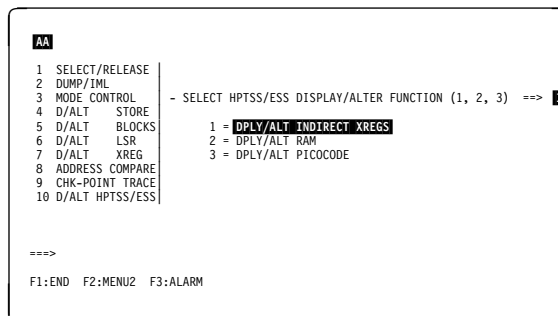 AA
1 SELECT/RELEASE
2 DUMP/IML
3 MODE CONTROL - SELECT HPTSS/ESS DISPLAY/ALTER FUNCTION (1, 2, 3) ==>
4 D/ALT STORE
5 D/ALT BLOCKS 1 = DPLY/ALT INDIRECT XREGS
6 D/ALT LSR 2 = DPLY/ALT RAM
7 D/ALT XREG 3 = DPLY/ALT PICOCODE
8 ADDRESS COMPARE
9 CHK-POINT TRACE
10 D/ALT HPTSS/ESS
===>
F1:END F2:MENU2 F3:ALARM